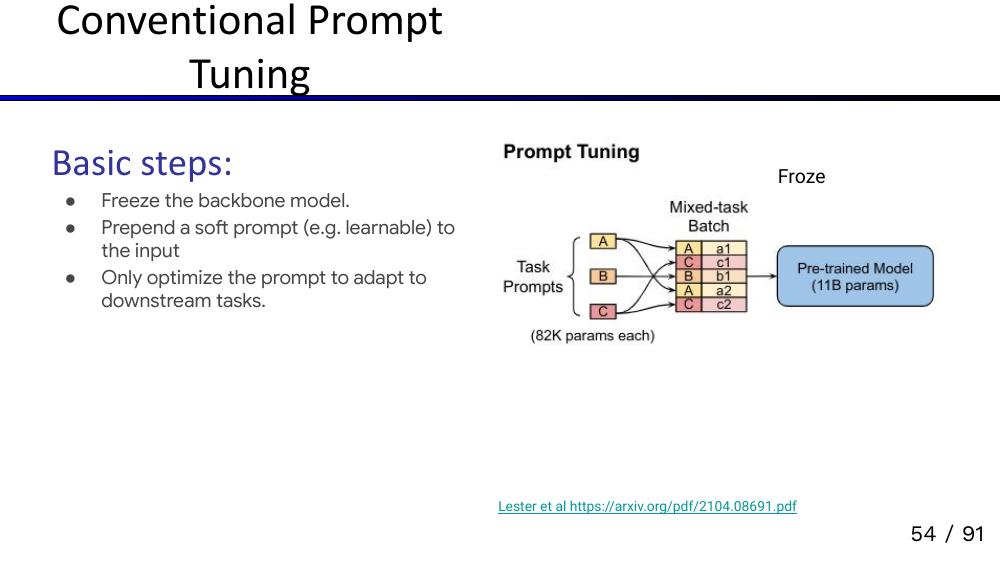 Conventional Prompt
Tuning
Basic steps:
● Freeze the backbone model.
● Prepend a soft prompt (e.g. learnable) to
the input
● Only optimize the prompt to adapt to
downstream tasks.
Prompt Tuning
Froze
Mixed-task
Batch
Task
Prompts
A
B
C
(82K params each)
A a1
C c1
B b1
A a2
C c2
Pre-trained Model
(11B params)
Lester et al https://arxiv.org/pdf/2104.08691.pdf
54 / 91